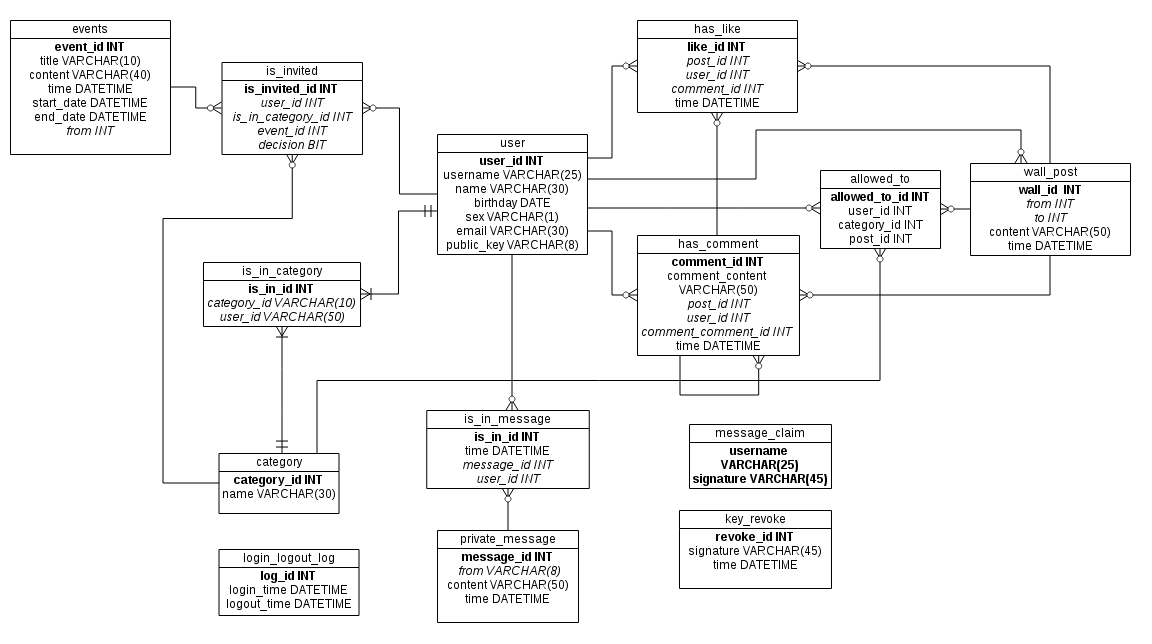 events
event_id INT
title VARCHAR(10)
content VARCHAR(40)
time DATETIME
start_date DATETIME
end_date DATETIME
from INT
is_invited
is_invited_id INT
user_id INT
is_in_category_id INT
event_id INT
decision BIT
has_like
like_id INT
post_id INT
user_id INT
comment_id INT
time DATETIME
user
user_id INT
username VARCHAR(25)
name VARCHAR(30)
birthday DATE
sex VARCHAR(1)
email VARCHAR(30)
public_key VARCHAR(8)
allowed_to
allowed_to_id INT
user_id INT
category_id INT
post_id INT
wall_post
wall_id INT
from INT
to INT
content VARCHAR(50)
time DATETIME
is_in_category
is_in_id INT
category_id VARCHAR(10)
user_id VARCHAR(50)
has_comment
comment_id INT
comment_content
VARCHAR(50)
post_id INT
user_id INT
comment_comment_id INT
time DATETIME
is_in_message
is_in_id INT
time DATETIME
message_id INT
user_id INT
message_claim
username
VARCHAR(25)
signature VARCHAR(45)
category
category_id INT
name VARCHAR(30)
key_revoke
revoke_id INT
signature VARCHAR(45)
time DATETIME
private_message
message_id INT
from VARCHAR(8)
content VARCHAR(50)
time DATETIME
login_logout_log
log_id INT
login_time DATETIME
logout_time DATETIME